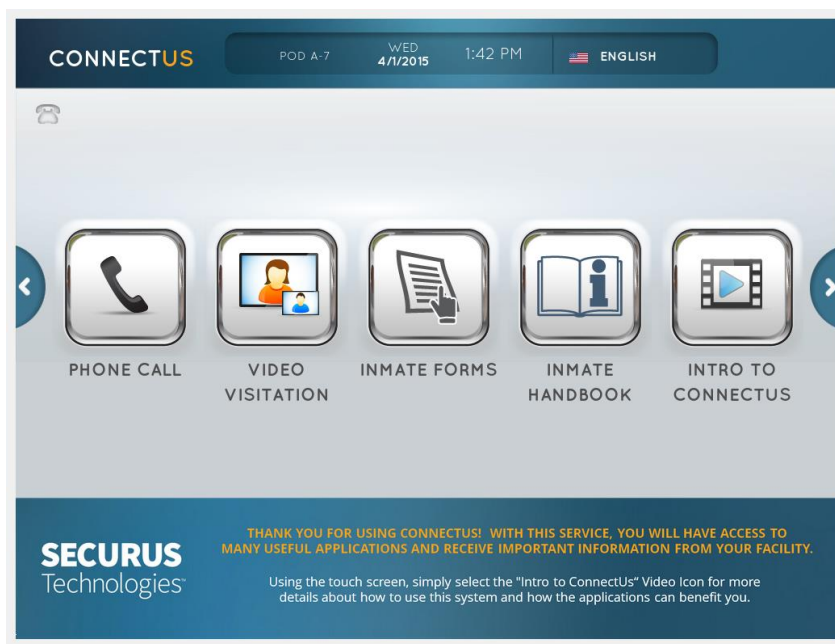 CONNECTUS
POD A-7
WED
4/1/2015
1:42 PM
ENGLISH
PHONE CALL
VIDEO
VISITATION
INMATE FORMS
INMATE
HANDBOOK
INTRO TO
CONNECTUS
SECURUS
Technologies
THANK YOU FOR USING CONNECTUS! WITH THIS SERVICE, YOU WILL HAVE ACCESS TO
MANY USEFUL APPLICATIONS AND RECEIVE IMPORTANT INFORMATION FROM YOUR FACILITY.
Using the touch screen, simply select the "Intro to ConnectUs" Video Icon for more
details about how to use this system and how the applications can benefit you.